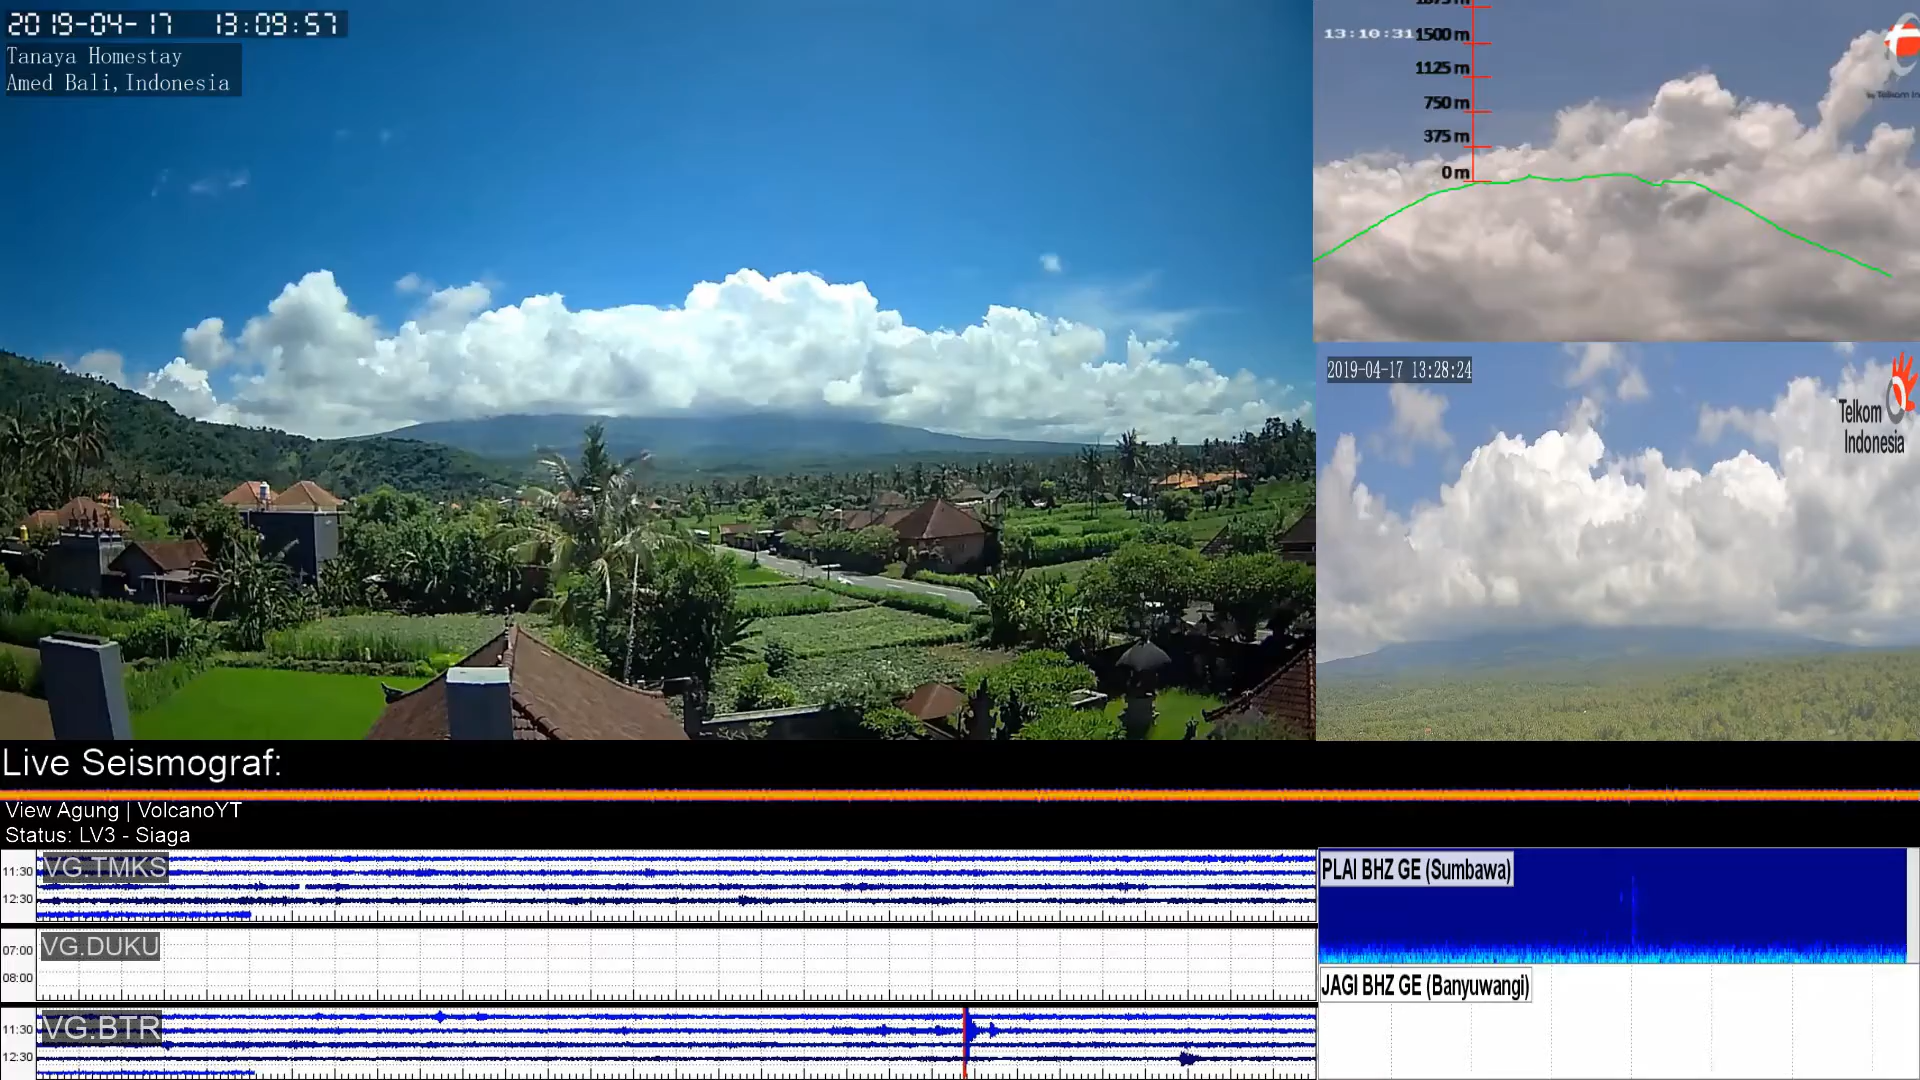 2019-04-17 13:09:57
Tanaya Homestay
Amed Bali,Indonesia
13:10:31
1500 m
1125 m
750 m
375 m
0 m
by Telkom
2019-04-17 13:28:24
Telkom
Indonesia
Live Seismograf:
View Agung | VolcanoYT
Status: LV3 - Siaga
VG.TMKS
11:30
12:30
VG.DUKU
07:00
08:00
VG.BTR
11:30
12:30
PLAI BHZ GE (Sumbawa)
JAGI BHZ GE (Banyuwangi)